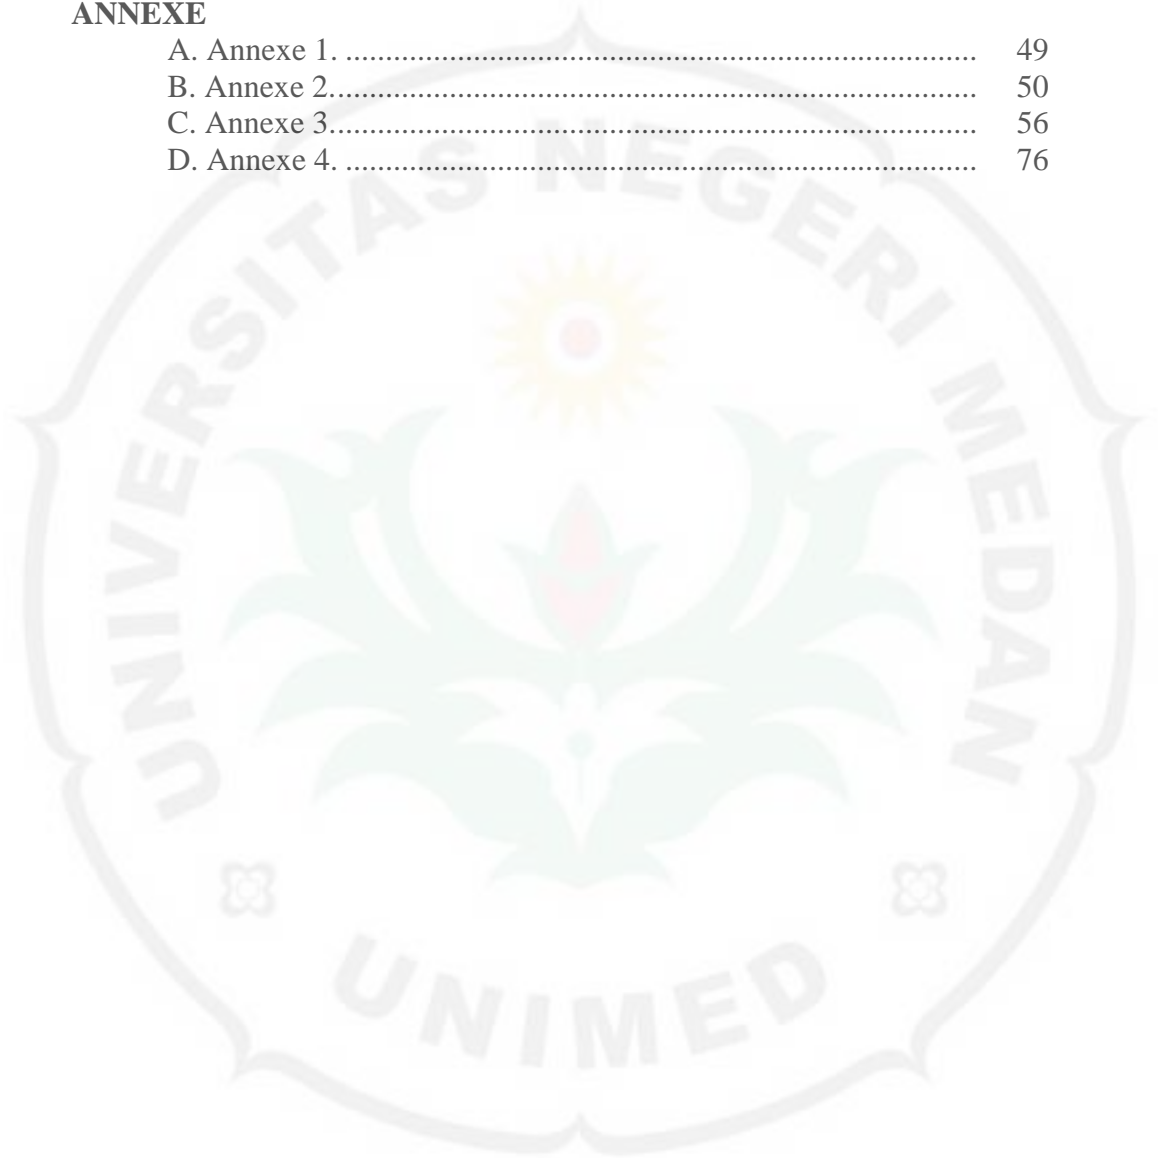 ANNEXE
A. Annexe 1. .............................................................................. 49
B. Annexe 2................................................................................ 50
C. Annexe 3................................................................................ 56
D. Annexe 4. .............................................................................. 76
UNIVERSITAS NEGERI MEDAN
UNIMED